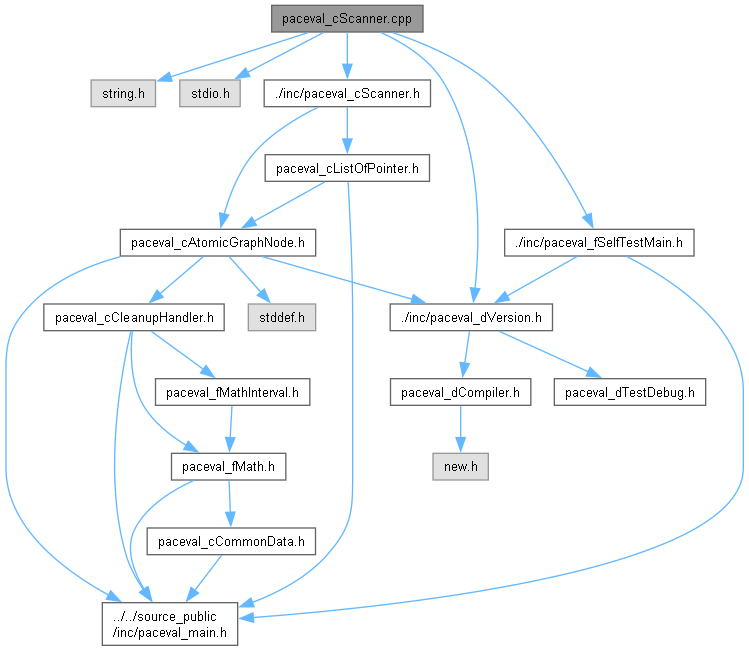 paceval_cScanner.cpp
string.h
stdio.h
./inc/paceval_cScanner.h
paceval_cListOfPointer.h
paceval_cAtomicGraphNode.h
./inc/paceval_fSelfTestMain.h
paceval_cCleanupHandler.h
stddef.h
./inc/paceval_dVersion.h
paceval_fMathInterval.h
paceval_dCompiler.h
paceval_dTestDebug.h
paceval_fMath.h
new.h
paceval_cCommonData.h
../../source_public
/inc/paceval_main.h